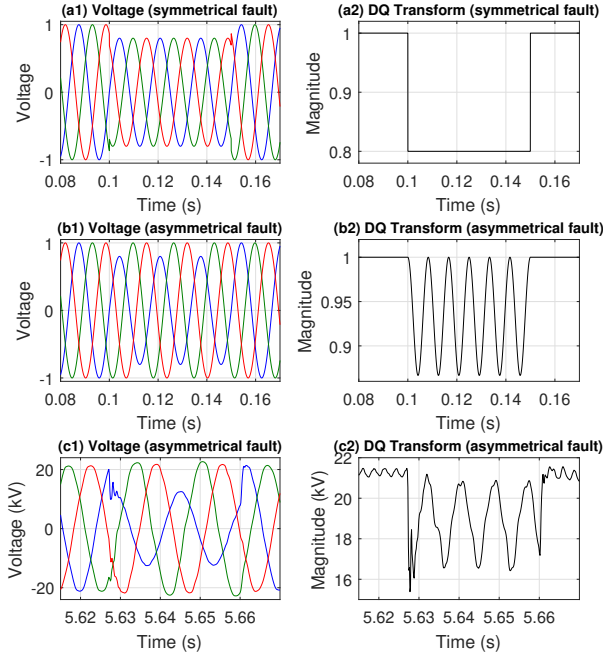 (a1) Voltage (symmetrical fault)
1
0
-1
Voltage
0.08 0.1 0.12 0.14 0.16
Time (s)
(a2) DQ Transform (symmetrical fault)
1
0.9
0.8
Magnitude
0.08 0.1 0.12 0.14 0.16
Time (s)
(b1) Voltage (asymmetrical fault)
1
0
-1
Voltage
0.08 0.1 0.12 0.14 0.16
Time (s)
(b2) DQ Transform (asymmetrical fault)
1
0.95
0.9
Magnitude
0.08 0.1 0.12 0.14 0.16
Time (s)
(c1) Voltage (asymmetrical fault)
20
0
-20
Voltage (kV)
5.62 5.63 5.64 5.65 5.66
Time (s)
(c2) DQ Transform (asymmetrical fault)
22
20
18
16
Magnitude (kV)
5.62 5.63 5.64 5.65 5.66
Time (s)